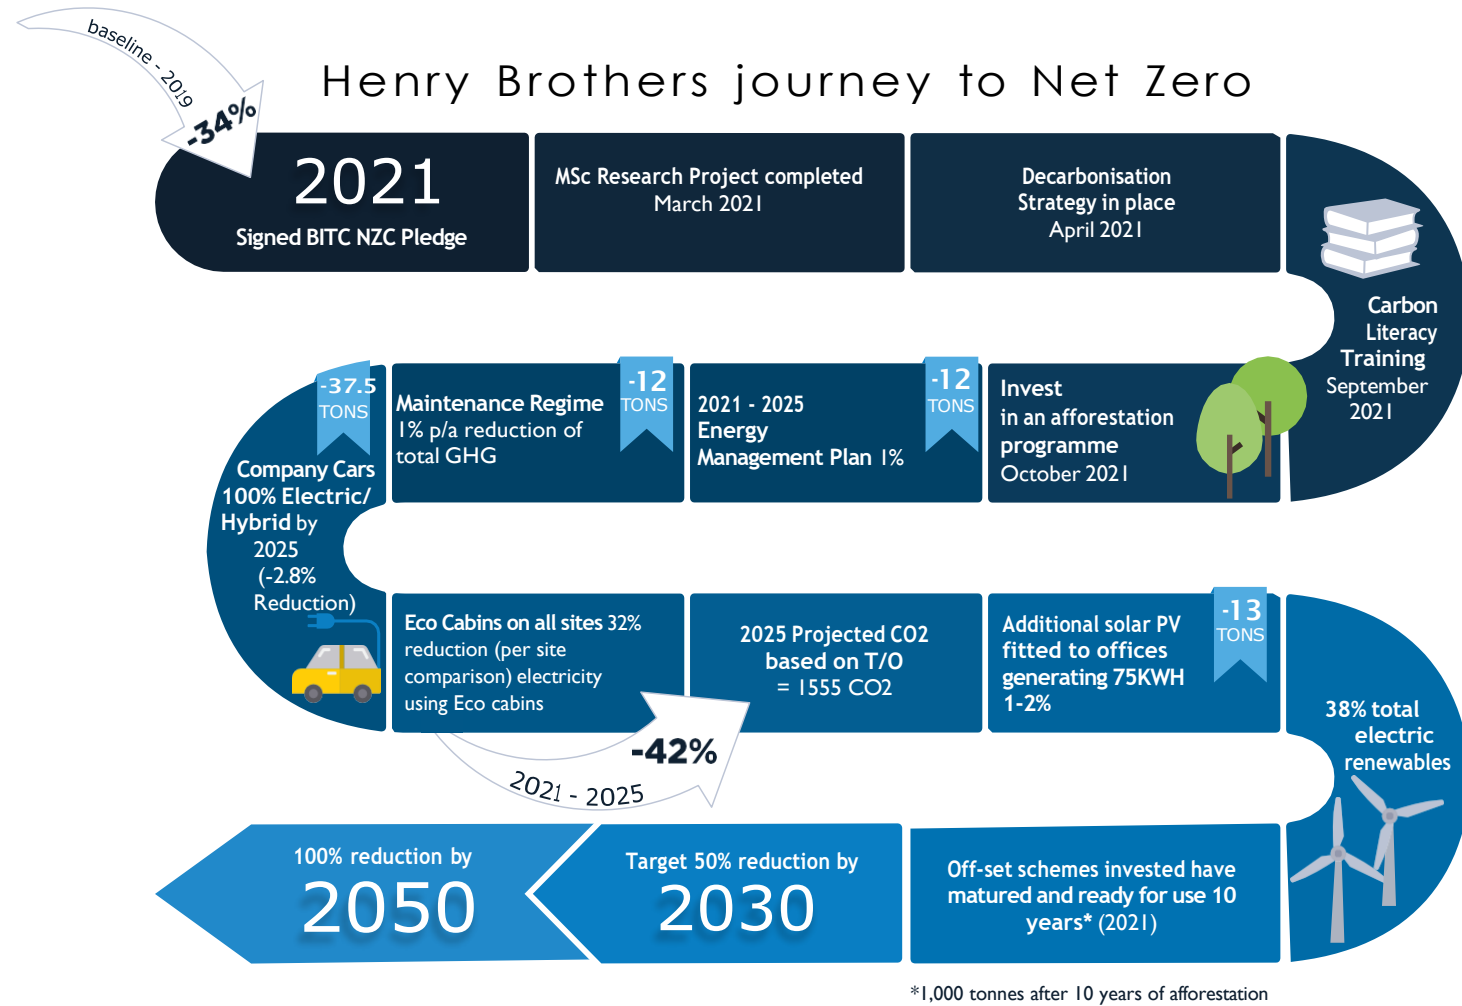 baseline - 2019
-34%
Henry Brothers journey to Net Zero
2021
Signed BITC NZC Pledge
MSc Research Project completed
March 2021
Decarbonisation
Strategy in place
April 2021
Carbon
Literacy
Training
September
2021
Invest
in an afforestation
programme
October 2021
-12
TONS
2021 - 2025
Energy
Management Plan 1%
-12
TONS
Maintenance Regime
1% p/a reduction of
total GHG
-37.5
TONS
Company Cars
100% Electric/
Hybrid by
2025
(-2.8%
Reduction)
Eco Cabins on all sites 32%
reduction (per site
comparison) electricity
using Eco cabins
-42%
2021 - 2025
2025 Projected CO2
based on T/O
= 1555 CO2
-13
TONS
Additional solar PV
fitted to offices
generating 75KWH
1-2%
38% total
electric
renewables
Off-set schemes invested have
matured and ready for use 10
years* (2021)
Target 50% reduction by
2030
100% reduction by
2050
*1,000 tonnes after 10 years of afforestation